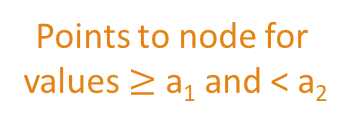 Points to node for
values ≥ a₁ and < a₂